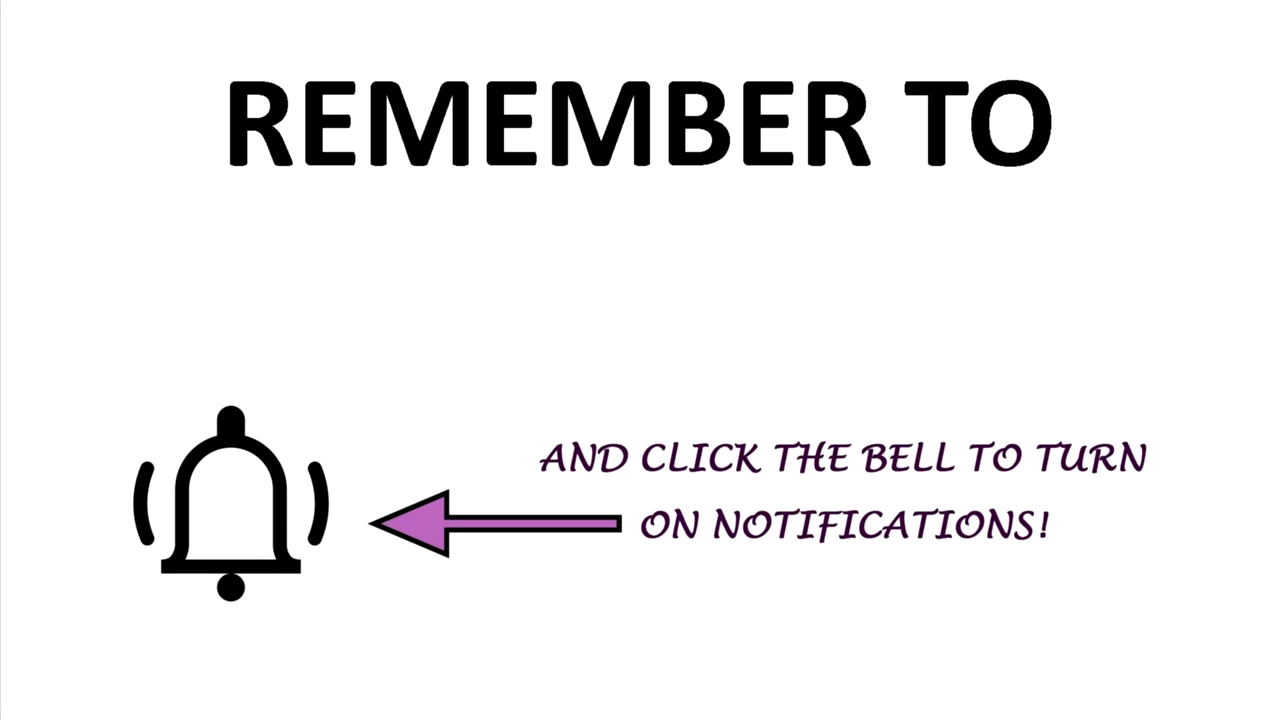 REMEMBER TO
AND CLICK THE BELL TO TURN
ON NOTIFICATIONS!